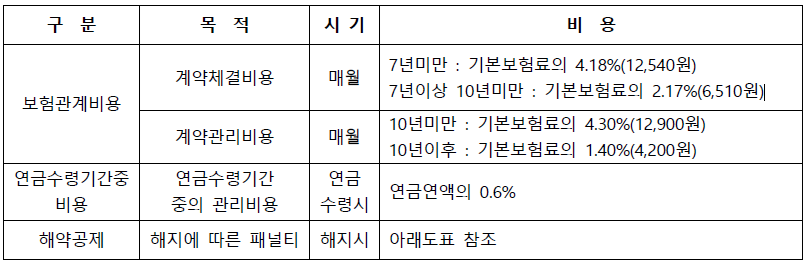 구 분 목 적 시 기 비 용
보험관계비용 계약체결비용 매월 7년미만 : 기본보험료의 4.18%(12,540원)
7년이상 10년미만 : 기본보험료의 2.17%(6,510원)
계약관리비용 매월 10년미만 : 기본보험료의 4.30%(12,900원)
10년이후 : 기본보험료의 1.40%(4,200원)
연금수령기간중 연금수령기간 연금 연금연액의 0.6%
비용 중의 관리비용 수령시
해약공제 해지에 따른 패널티 해지시 아래도표 참조